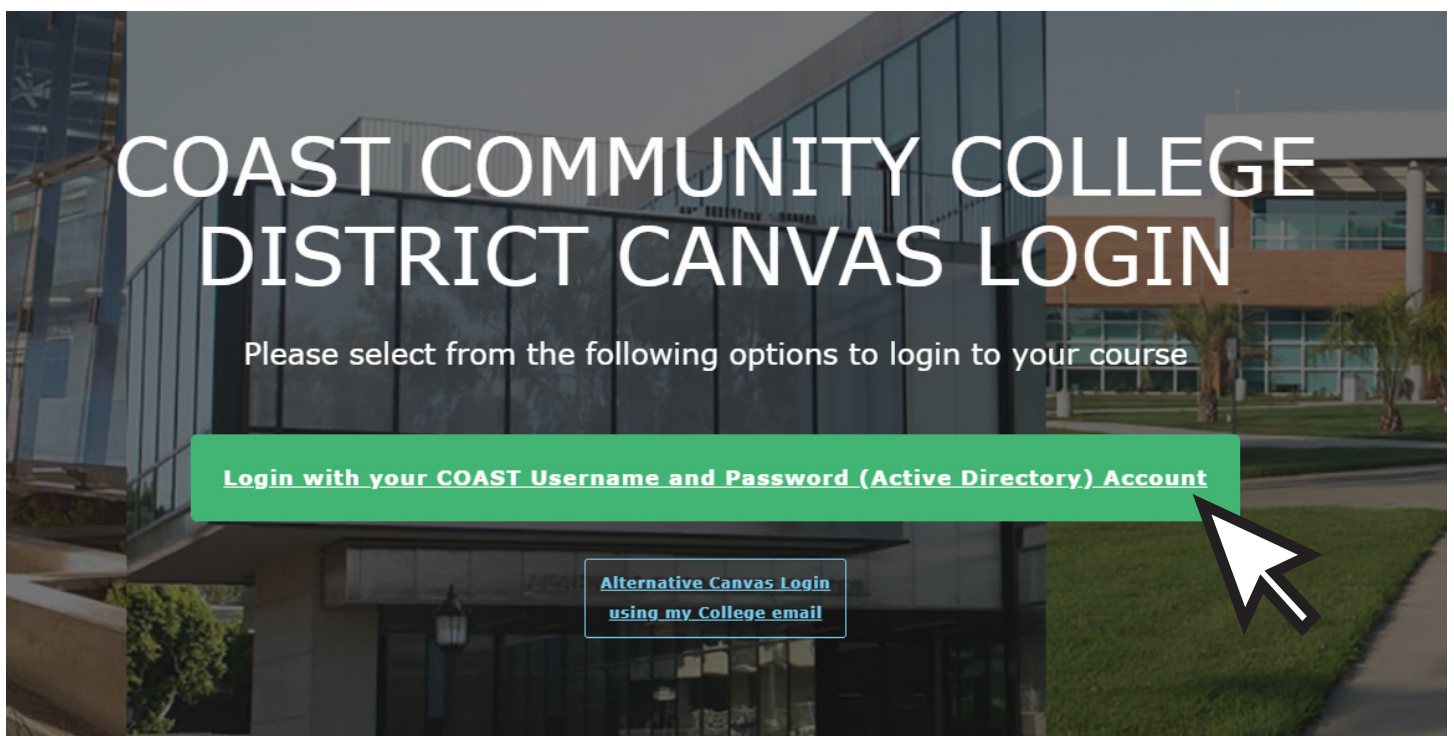 COAST COMMUNITY COLLEGE
DISTRICT CANVAS LOGIN
Please select from the following options to login to your course
Login with your COAST Username and Password (Active Directory) Account
Alternative Canvas Login
using my College email